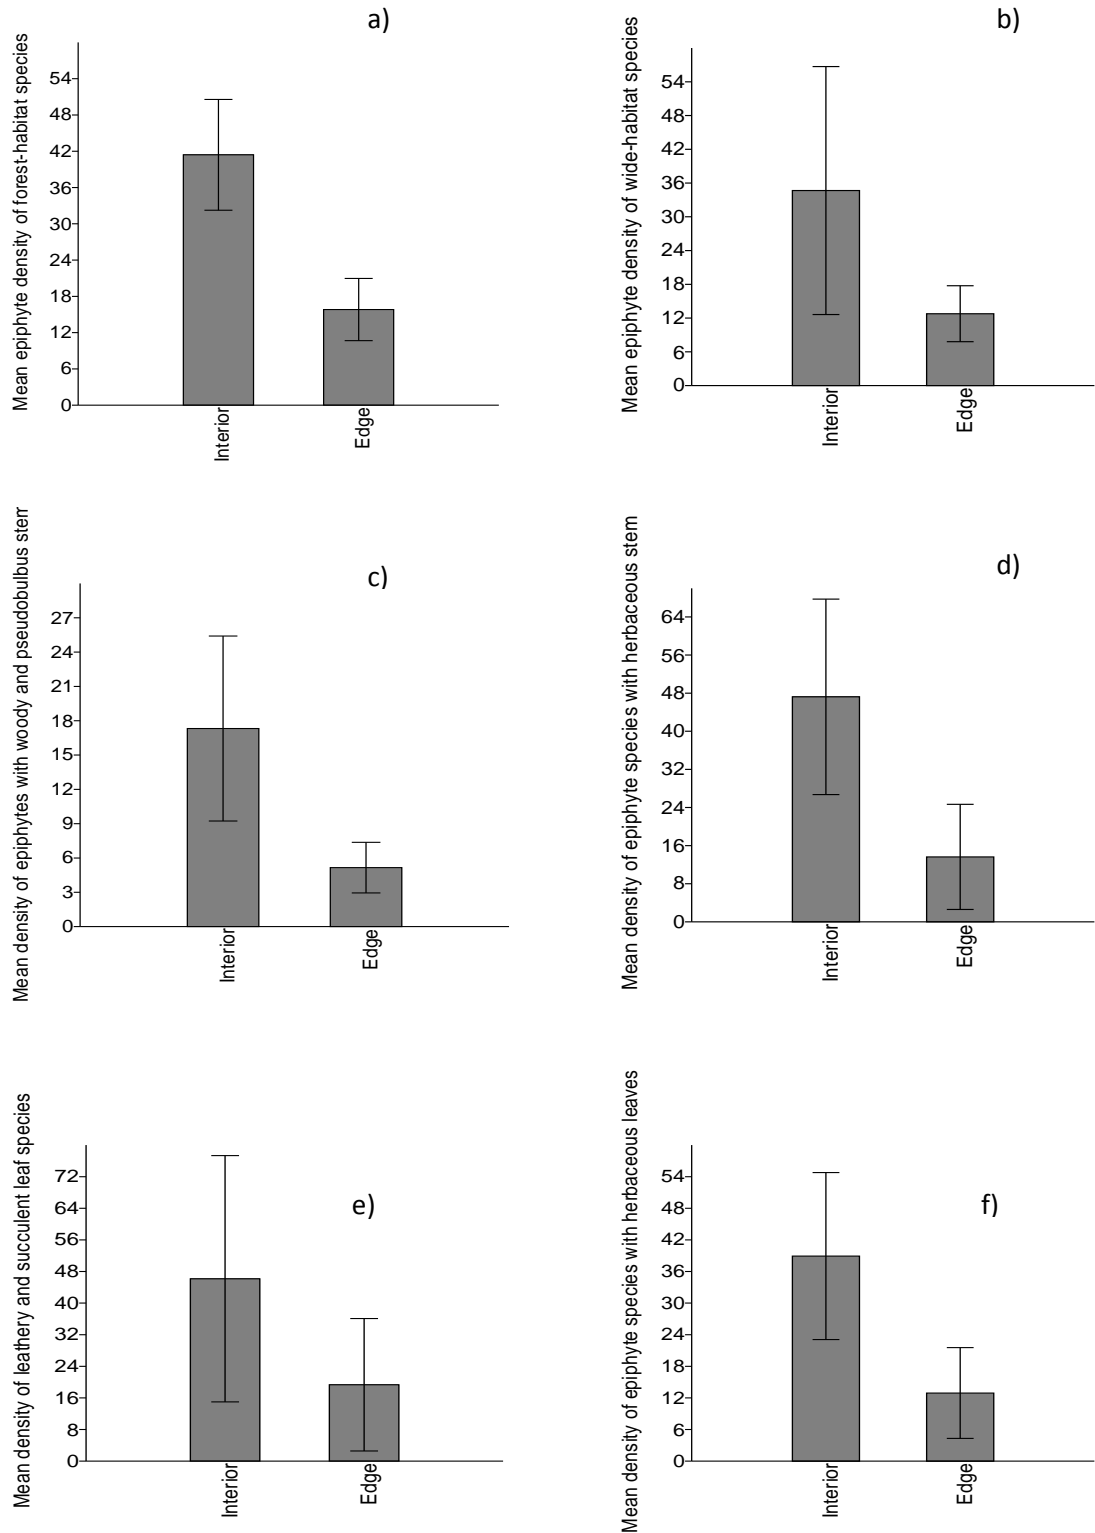 a)
Mean epiphyte density of forest-habitat species
54
48
42
36
30
24
18
12
6
0
Interior
Edge
b)
Mean epiphyte density of wide-habitat species
54
48
42
36
30
24
18
12
6
0
Interior
Edge
c)
Mean density of epiphytes with woody and pseudobulbus stem
27
24
21
18
15
12
9
6
3
0
Interior
Edge
d)
Mean density of epiphyte species with herbaceous stem
64
56
48
40
32
24
16
8
0
Interior
Edge
e)
Mean density of leathery and succulent leaf species
72
64
56
48
40
32
24
16
8
0
Interior
Edge
f)
Mean density of epiphyte species with herbaceous leaves
54
48
42
36
30
24
18
12
6
0
Interior
Edge